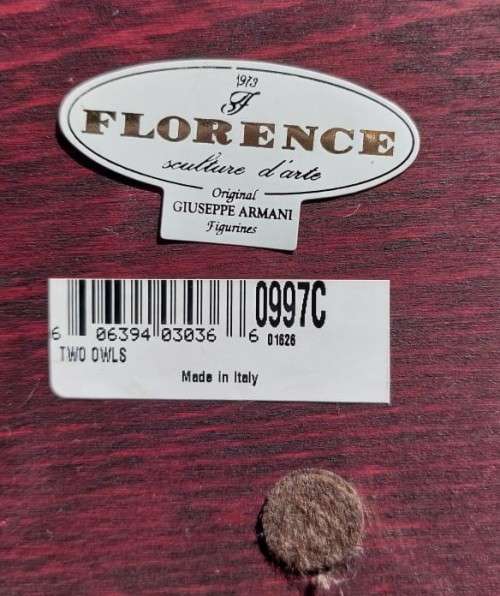 1973
FLORENCE
sculture d'arte
Original
GIUSEPPE ARMANI
Figurines
0997C
6 06394 03036 6 01626
TWO OWLS
Made in Italy